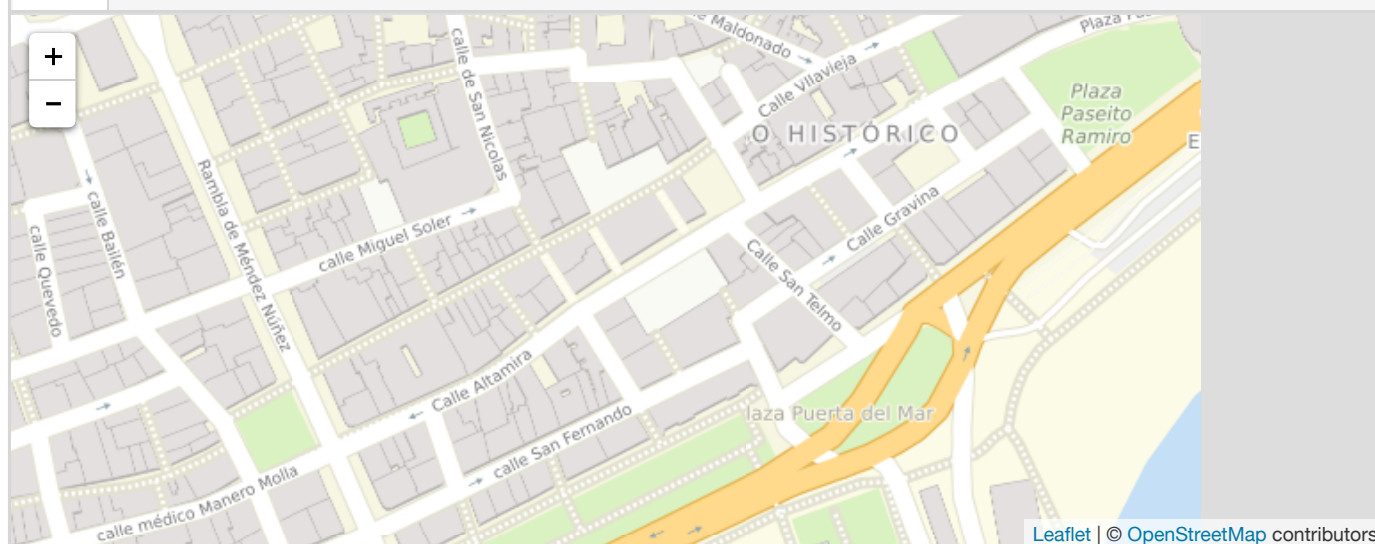 +
−
Maldonado
Plaza
calle de San Nicolas
Calle Vilavieja
Plaza
Paseito
Ramiro
O HISTÓRICO
E
Rambla de Méndez Núñez
calle Bailén
calle Quevedo
calle Miguel Soler
Calle Gravina
Calle San Telmo
Calle Altamira
laza Puerta del Mar
calle San Fernando
calle médico Manero Molla
Leaflet | © OpenStreetMap contributors